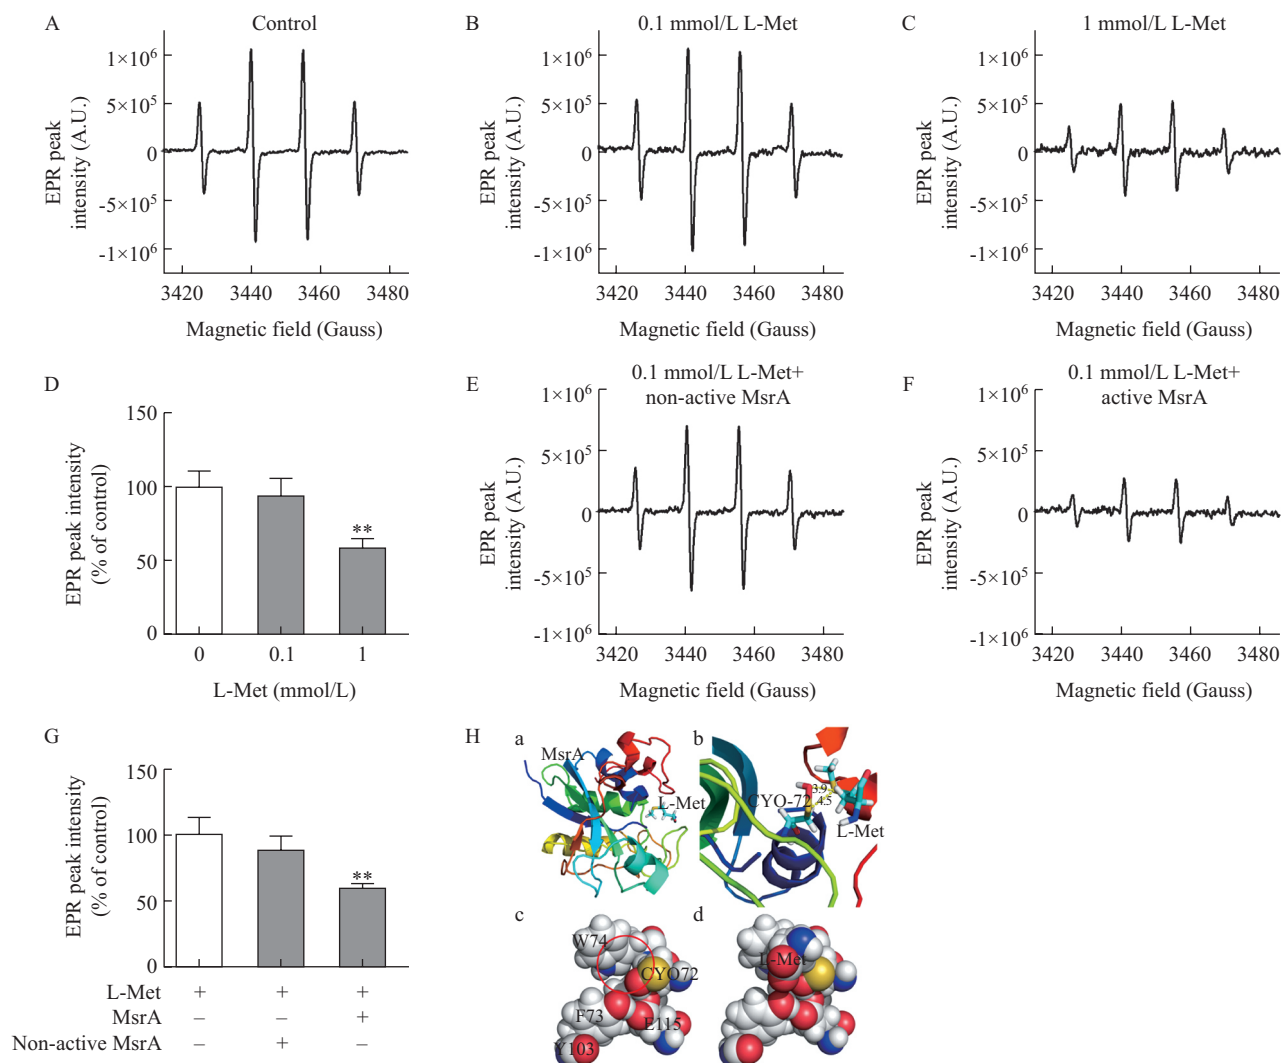 A
Control
1×10⁶
5×10⁵
0
-5×10⁵
-1×10⁶
EPR peak
intensity (A.U.)
3420 3440 3460 3480
Magnetic field (Gauss)
B
0.1 mmol/L L-Met
1×10⁶
5×10⁵
0
-5×10⁵
-1×10⁶
EPR peak
intensity (A.U.)
3420 3440 3460 3480
Magnetic field (Gauss)
C
1 mmol/L L-Met
1×10⁶
5×10⁵
0
-5×10⁵
-1×10⁶
EPR peak
intensity (A.U.)
3420 3440 3460 3480
Magnetic field (Gauss)
D
150
100
50
0
EPR peak intensity
(% of control)
**
0 0.1 1
L-Met (mmol/L)
E
0.1 mmol/L L-Met+
non-active MsrA
1×10⁶
5×10⁵
0
-5×10⁵
-1×10⁶
EPR peak
intensity (A.U.)
3420 3440 3460 3480
Magnetic field (Gauss)
F
0.1 mmol/L L-Met+
active MsrA
1×10⁶
5×10⁵
0
-5×10⁵
-1×10⁶
EPR peak
intensity (A.U.)
3420 3440 3460 3480
Magnetic field (Gauss)
G
150
100
50
0
EPR peak intensity
(% of control)
**
L-Met + + +
MsrA – – +
Non-active MsrA – + –
H
a
MsrA
L-Met
b
CYO-72
3.9
4.5
L-Met
c
W74
CYO72
F73
E115
Y103
d
L-Met